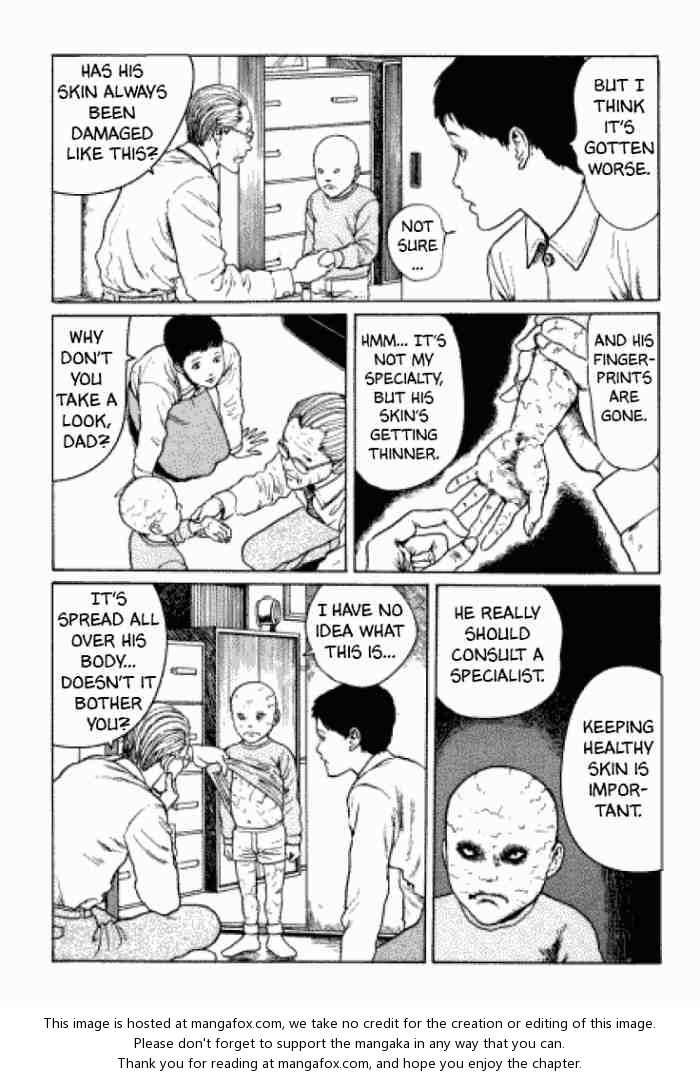 HAS HIS
SKIN ALWAYS
BEEN
DAMAGED
LIKE THIS?
NOT
SURE
...
BUT I
THINK
IT'S
GOTTEN
WORSE.
WHY
DON'T
YOU
TAKE A
LOOK,
DAD?
HMM... IT'S
NOT MY
SPECIALTY,
BUT HIS
SKIN'S
GETTING
THINNER.
AND HIS
FINGER-
PRINTS
ARE
GONE.
IT'S
SPREAD ALL
OVER HIS
BODY...
DOESN'T IT
BOTHER
YOU?
I HAVE NO
IDEA WHAT
THIS IS...
HE REALLY
SHOULD
CONSULT A
SPECIALIST.
KEEPING
HEALTHY
SKIN IS
IMPOR-
TANT.
This image is hosted at mangafox.com, we take no credit for the creation or editing of this image.
Please don't forget to support the mangaka in any way that you can.
Thank you for reading at mangafox.com, and hope you enjoy the chapter.